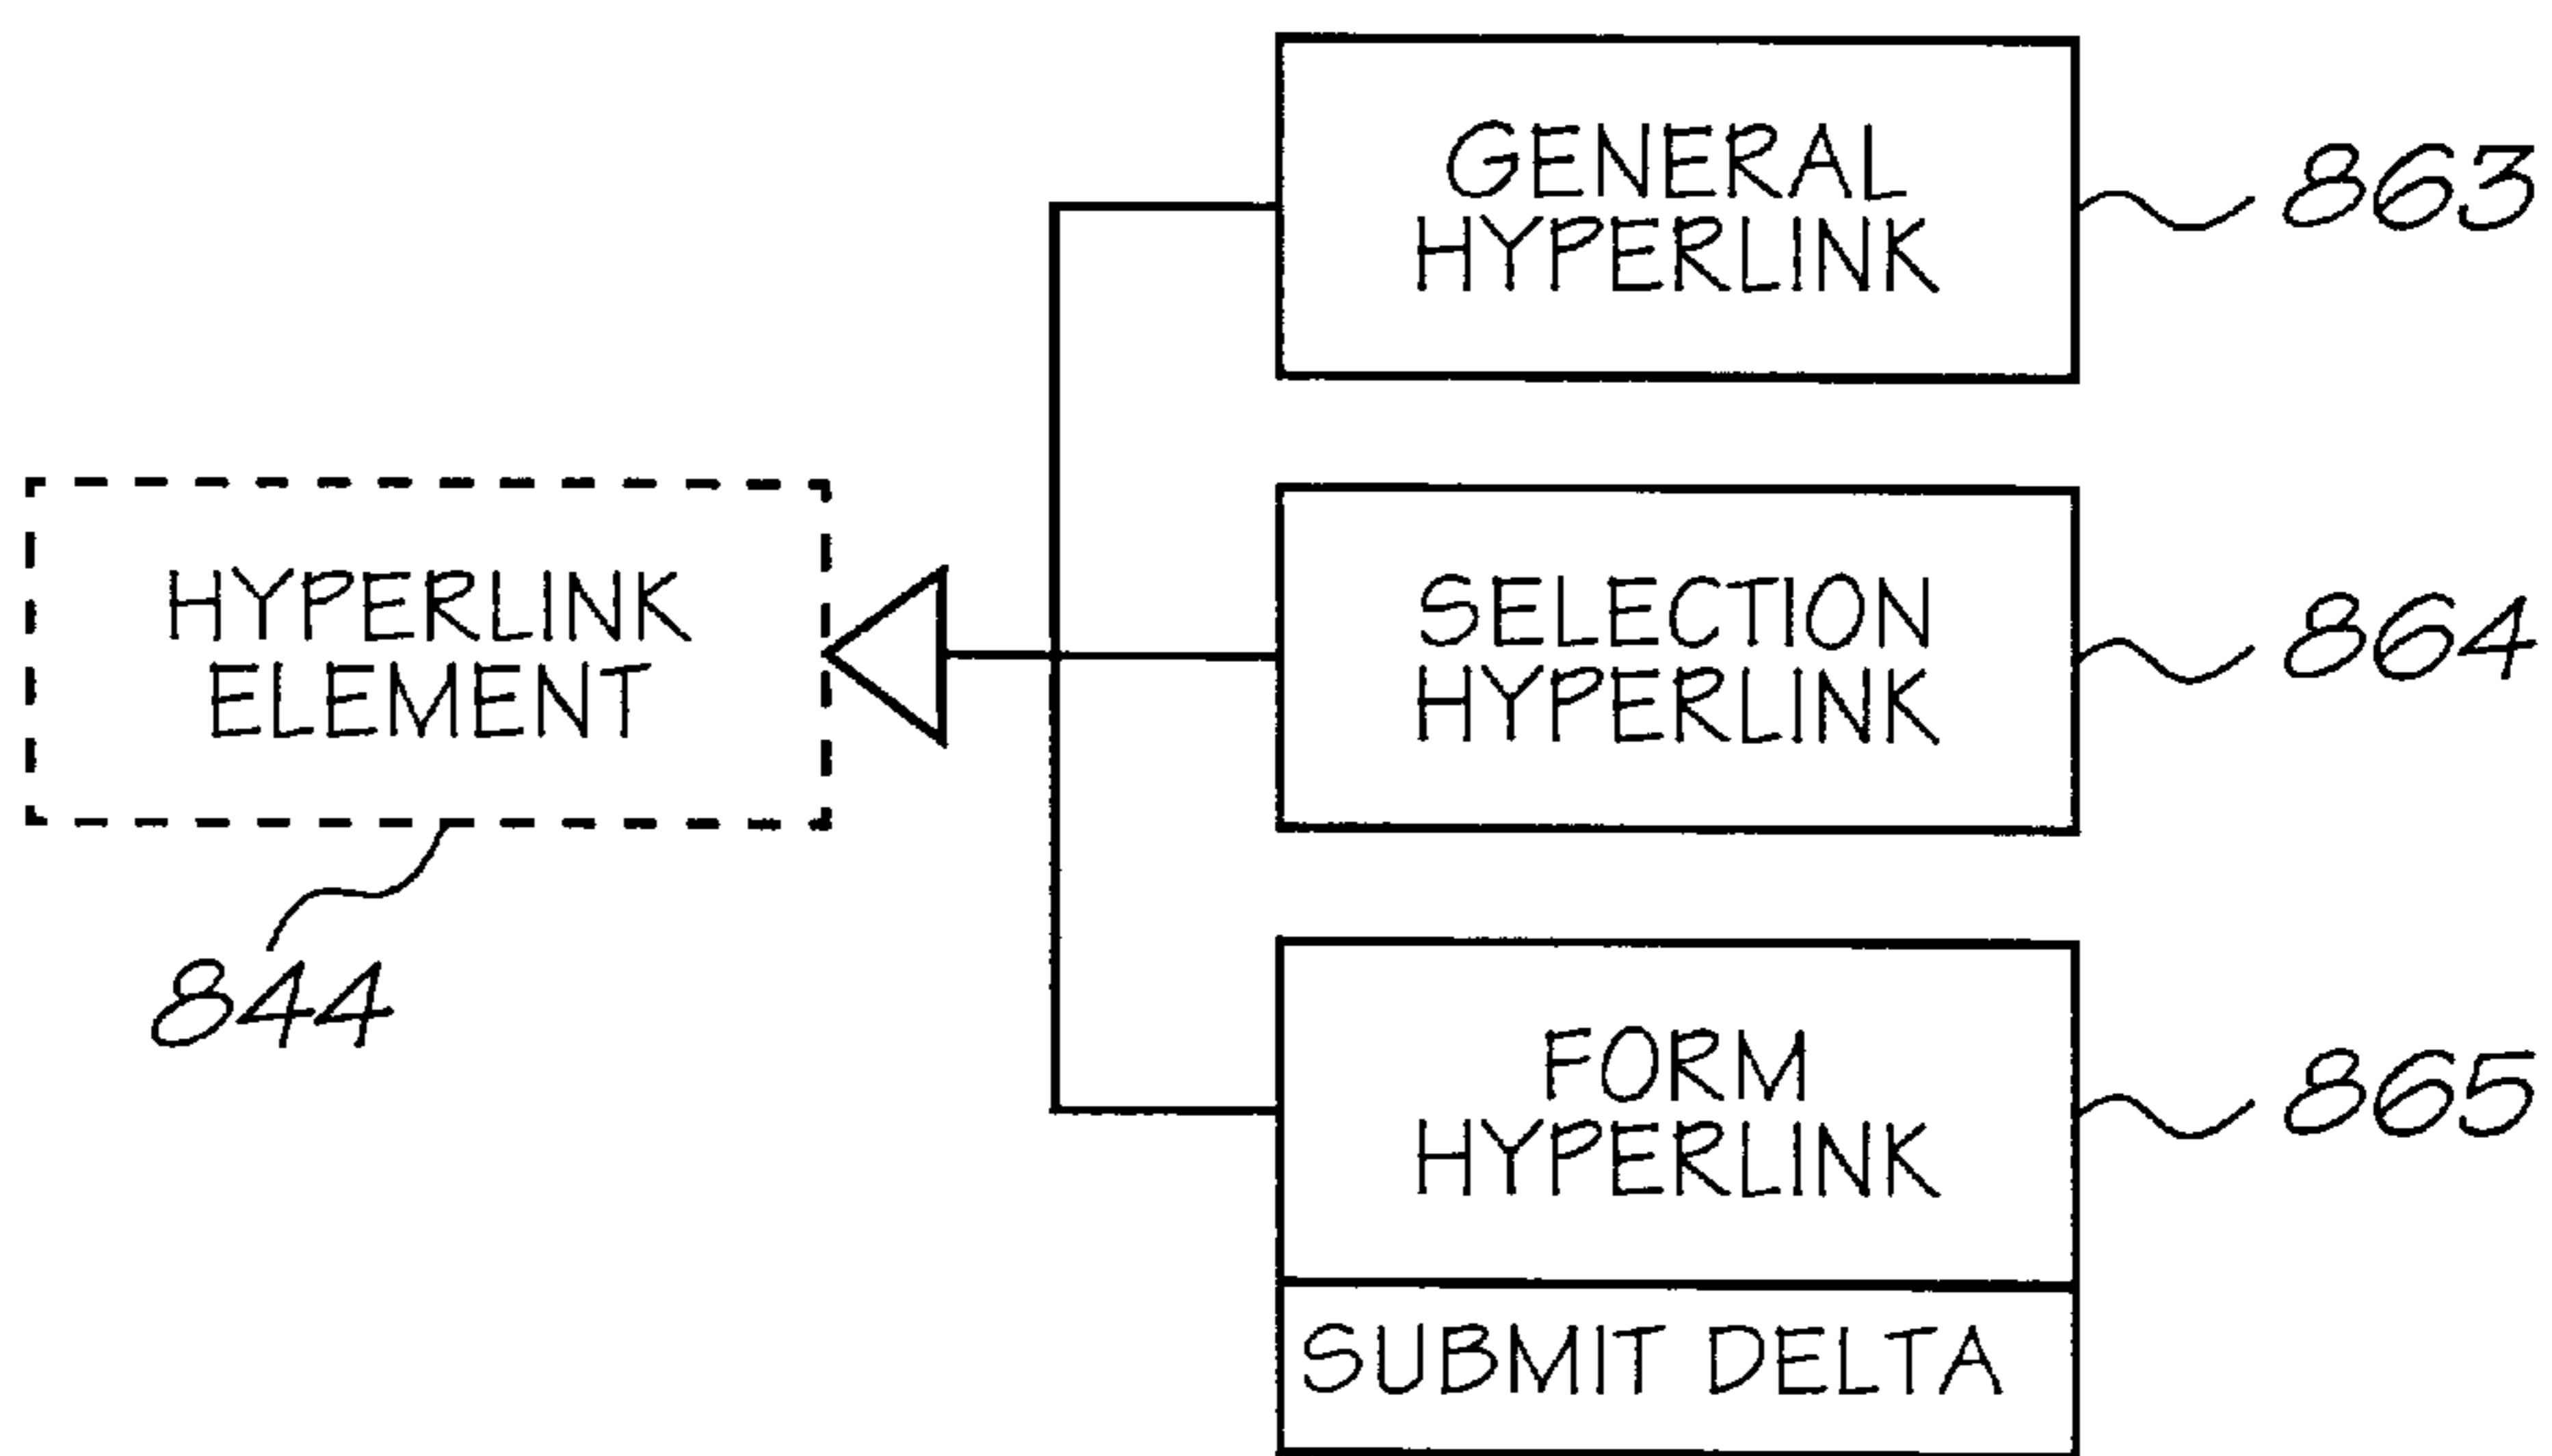 GENERAL
HYPERLINK
863
HYPERLINK
ELEMENT
844
SELECTION
HYPERLINK
864
FORM
HYPERLINK
865
SUBMIT DELTA